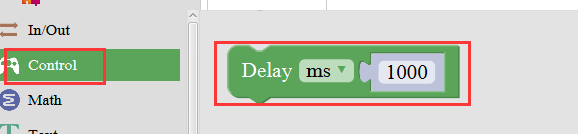 In/Out
Control
Delay ms 1000
Math